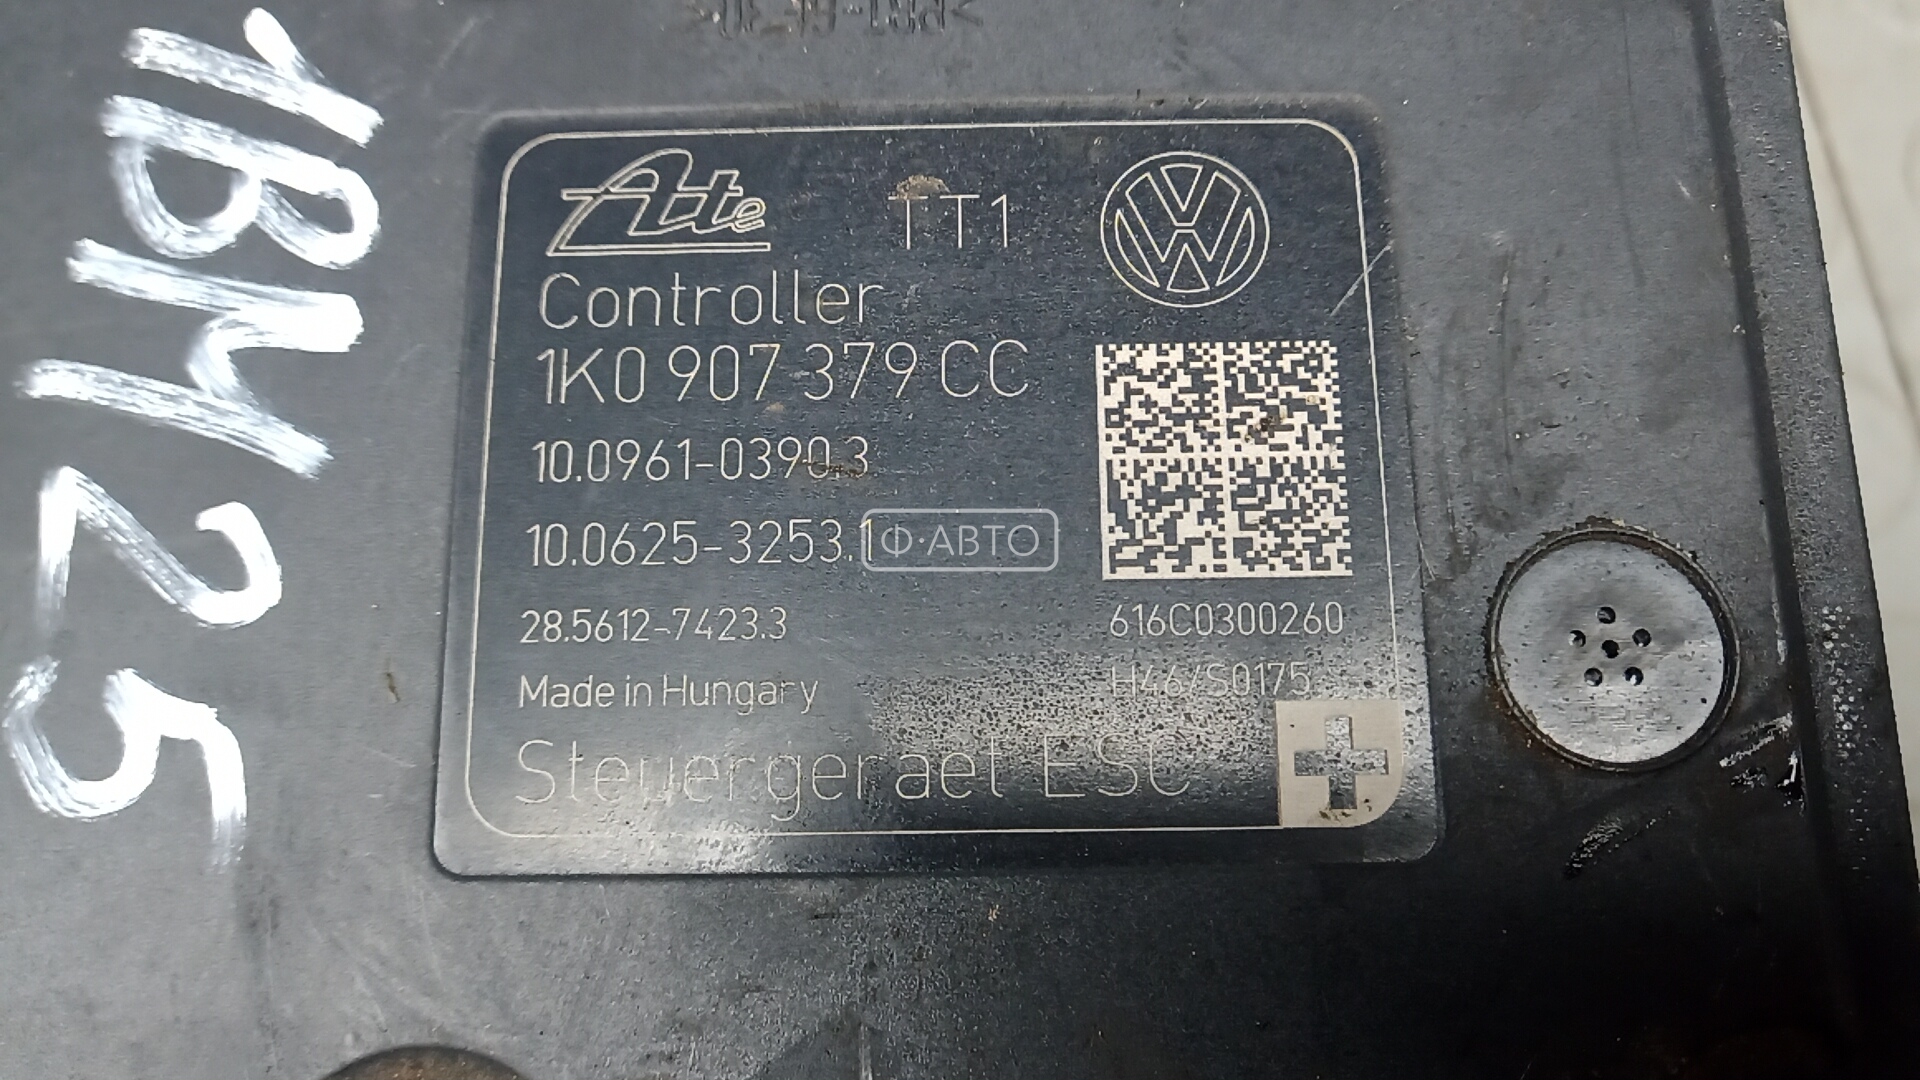 Ate TT1
Controller
1K0 907 379 CC
10.0961-0390.3
10.0625-3253.1
Ф·АВТО
28.5612-7423.3
616C0300260
Made in Hungary
H46/S0175
Steuergeraet ESC
1BM25